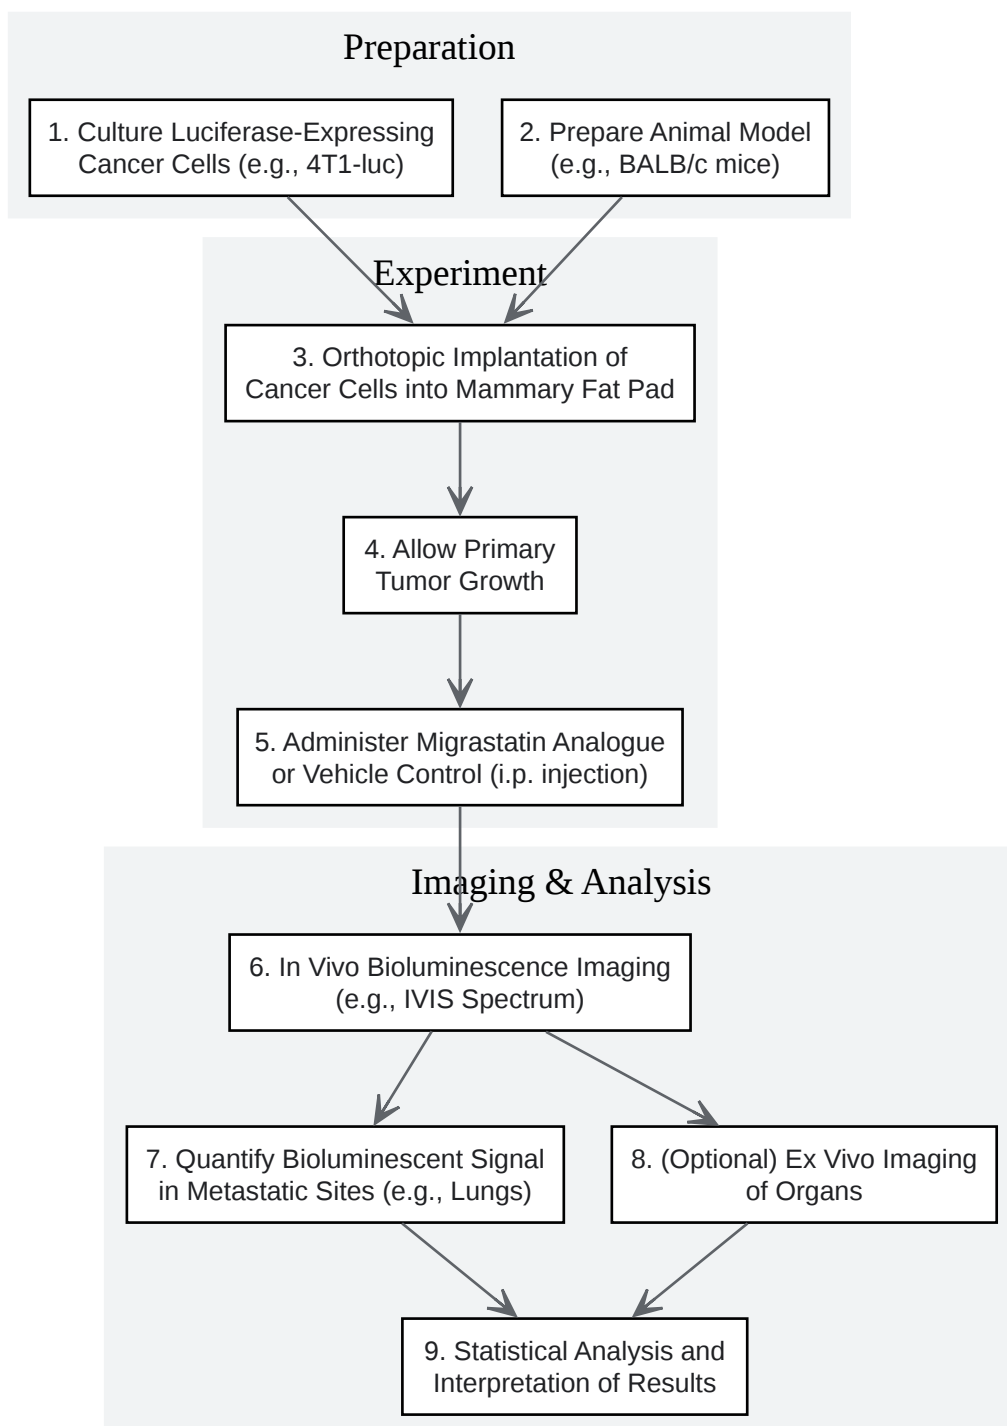 Preparation
1. Culture Luciferase-Expressing
Cancer Cells (e.g., 4T1-luc)
2. Prepare Animal Model
(e.g., BALB/c mice)
Experiment
3. Orthotopic Implantation of
Cancer Cells into Mammary Fat Pad
4. Allow Primary
Tumor Growth
5. Administer Migrastatin Analogue
or Vehicle Control (i.p. injection)
Imaging & Analysis
6. In Vivo Bioluminescence Imaging
(e.g., IVIS Spectrum)
7. Quantify Bioluminescent Signal
in Metastatic Sites (e.g., Lungs)
8. (Optional) Ex Vivo Imaging
of Organs
9. Statistical Analysis and
Interpretation of Results